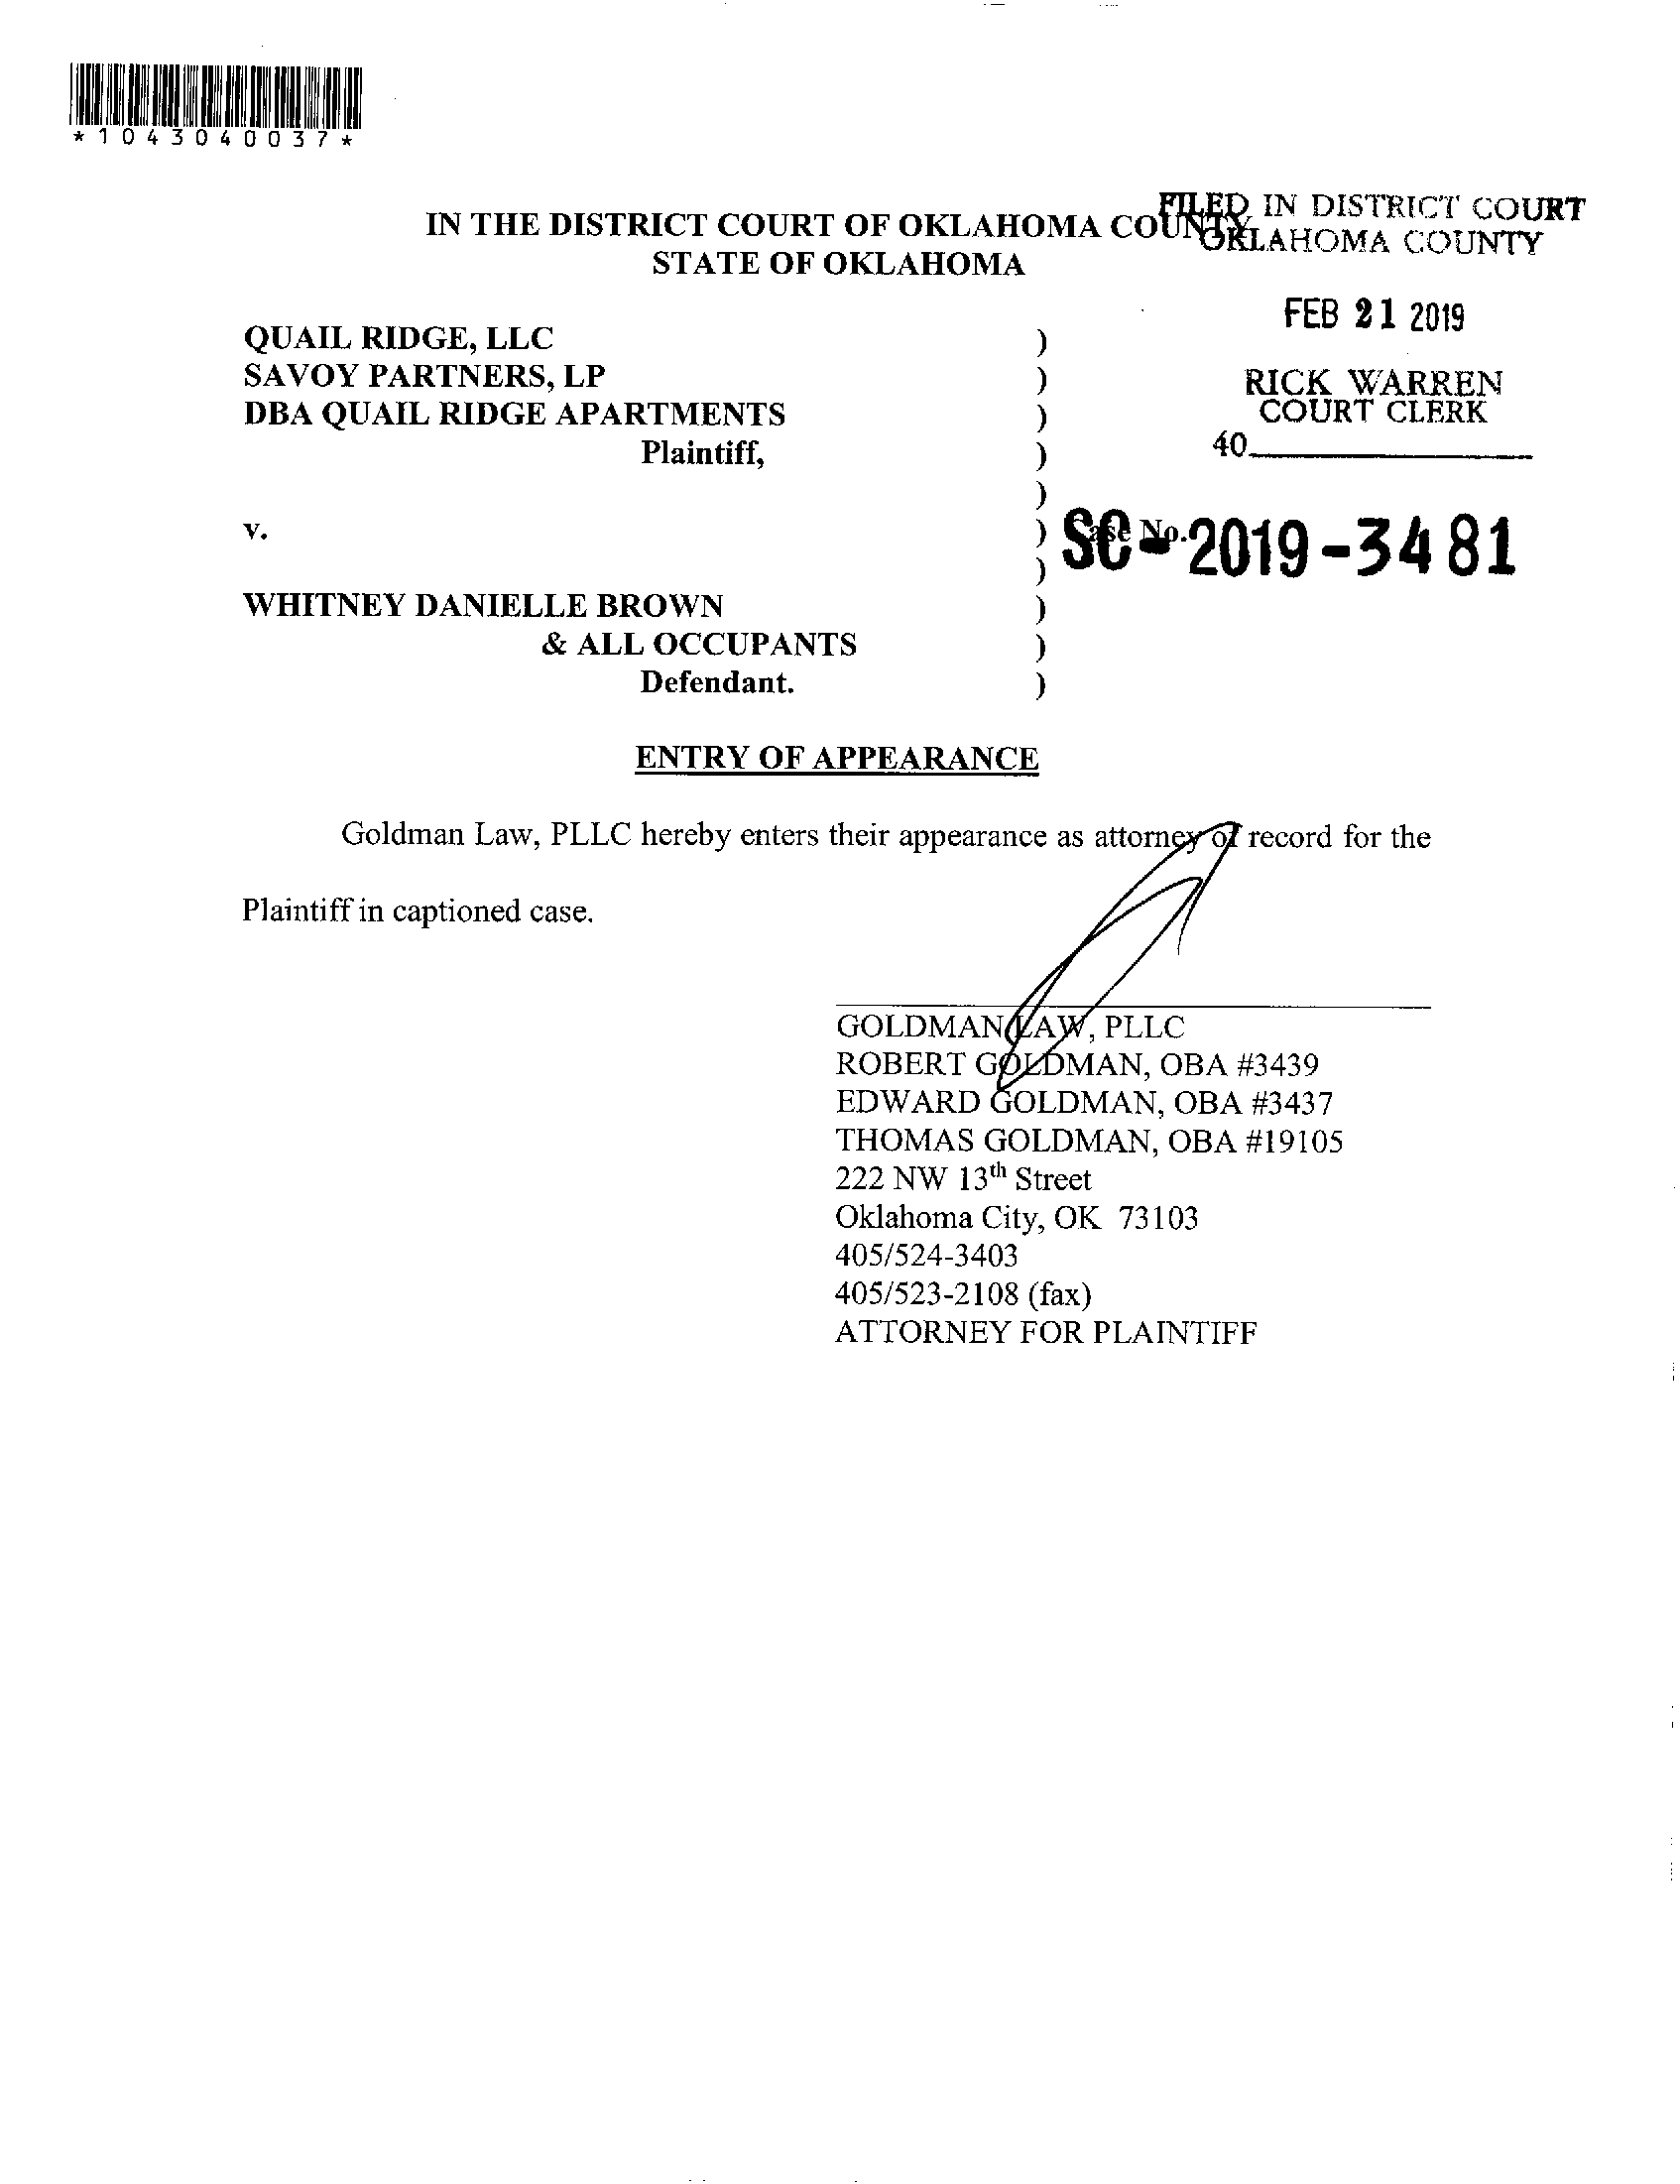 *1043040037*
FILED IN DISTRICT COURT
OKLAHOMA COUNTY
IN THE DISTRICT COURT OF OKLAHOMA COUNTY
STATE OF OKLAHOMA
FEB 21 2019
QUAIL RIDGE, LLC )
SAVOY PARTNERS, LP )
RICK WARREN
COURT CLERK
DBA QUAIL RIDGE APARTMENTS )
Plaintiff, )
40
)
v. ) Case No. SC-2019-3481
)
WHITNEY DANIELLE BROWN )
& ALL OCCUPANTS )
Defendant. )
ENTRY OF APPEARANCE
Goldman Law, PLLC hereby enters their appearance as attorney of record for the
Plaintiff in captioned case.
GOLDMAN LAW, PLLC
ROBERT GOLDMAN, OBA #3439
EDWARD GOLDMAN, OBA #3437
THOMAS GOLDMAN, OBA #19105
222 NW 13th Street
Oklahoma City, OK 73103
405/524-3403
405/523-2108 (fax)
ATTORNEY FOR PLAINTIFF